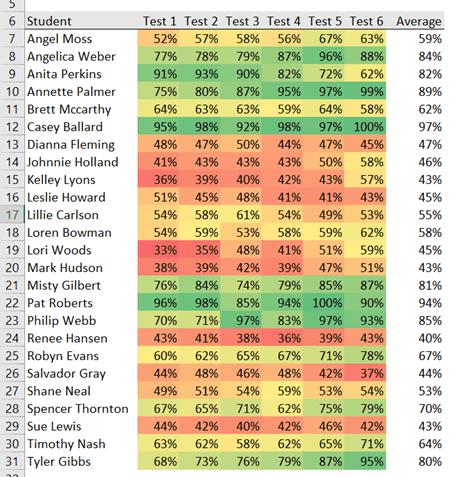 5
6 Student Test 1 Test 2 Test 3 Test 4 Test 5 Test 6 Average
7 Angel Moss 52% 57% 58% 56% 67% 63% 59%
8 Angelica Weber 77% 78% 79% 87% 96% 88% 84%
9 Anita Perkins 91% 93% 90% 82% 72% 62% 82%
10 Annette Palmer 75% 80% 87% 95% 97% 97% 89%
11 Brett Mccarthy 64% 63% 63% 59% 64% 58% 62%
12 Casey Ballard 95% 98% 92% 98% 97% 100% 97%
13 Dianna Fleming 48% 47% 50% 44% 47% 45% 47%
14 Johnnie Holland 41% 43% 43% 43% 50% 58% 46%
15 Kelley Lyons 36% 39% 40% 42% 43% 57% 43%
16 Leslie Howard 51% 45% 48% 41% 41% 43% 45%
17 Lillie Carlson 54% 58% 61% 54% 49% 53% 55%
18 Loren Bowman 54% 59% 53% 58% 59% 62% 58%
19 Lori Woods 33% 35% 48% 41% 51% 59% 45%
20 Mark Hudson 38% 39% 42% 39% 47% 51% 43%
21 Misty Gilbert 76% 84% 74% 79% 85% 87% 81%
22 Pat Roberts 96% 98% 85% 94% 100% 90% 94%
23 Philip Webb 70% 71% 97% 83% 97% 93% 85%
24 Renee Hansen 43% 41% 38% 36% 39% 43% 40%
25 Robyn Evans 60% 62% 65% 67% 71% 78% 67%
26 Salvador Gray 44% 48% 46% 48% 42% 37% 44%
27 Shane Neal 49% 51% 54% 59% 53% 54% 53%
28 Spencer Thornton 67% 65% 71% 62% 75% 79% 70%
29 Sue Lewis 44% 42% 40% 42% 46% 42% 43%
30 Timothy Nash 63% 62% 58% 62% 65% 71% 64%
31 Tyler Gibbs 68% 73% 76% 79% 87% 95% 80%